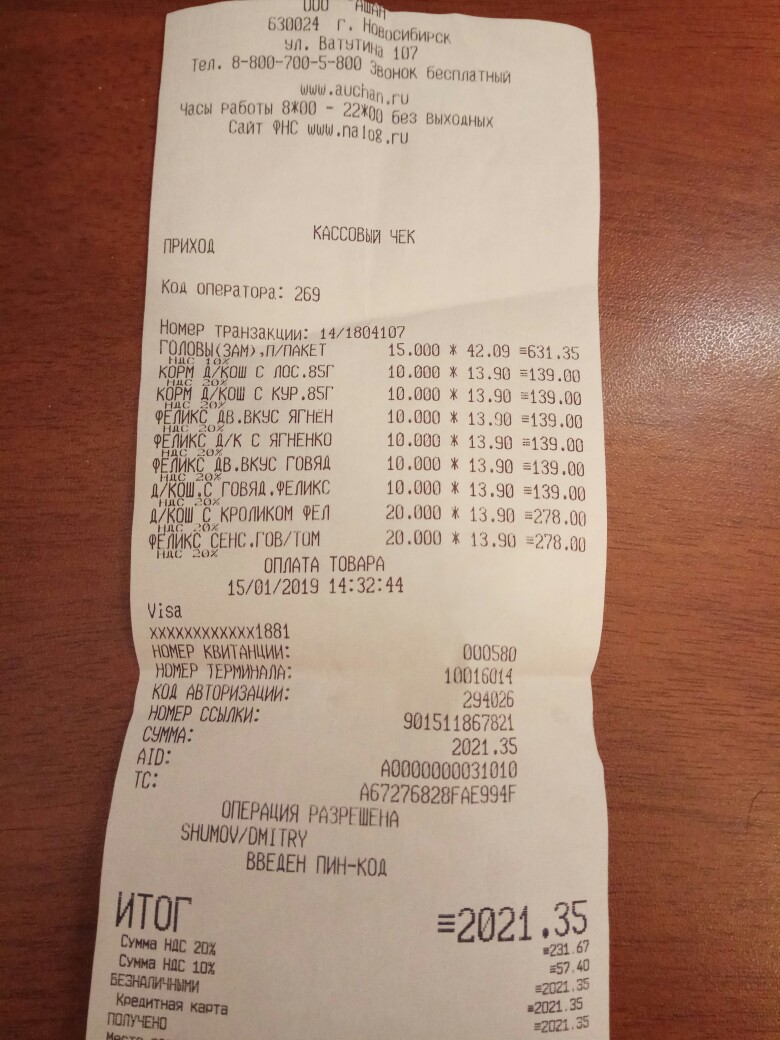 ООО "АШАН"
630024 г. Новосибирск
ул. Ватутина 107
Тел. 8-800-700-5-800 Звонок бесплатный
www.auchan.ru
Часы работы 8*00 - 22*00 без выходных
Сайт ФНС www.nalog.ru
КАССОВЫЙ ЧЕК
ПРИХОД
Код оператора: 269
Номер транзакции: 14/1804107
ГОЛОВЫ(ЗАМ),П/ПАКЕТ 15.000 * 42.09 =631.35
НДС 10%
КОРМ Д/КОШ С ЛОС.85Г 10.000 * 13.90 =139.00
НДС 20%
КОРМ Д/КОШ С КУР.85Г 10.000 * 13.90 =139.00
НДС 20%
ФЕЛИКС ДВ.ВКУС ЯГНЕН 10.000 * 13.90 =139.00
НДС 20%
ФЕЛИКС Д/К С ЯГНЕНКО 10.000 * 13.90 =139.00
НДС 20%
ФЕЛИКС ДВ.ВКУС ГОВЯД 10.000 * 13.90 =139.00
НДС 20%
Д/КОШ.С ГОВЯД.ФЕЛИКС 10.000 * 13.90 =139.00
НДС 20%
Д/КОШ С КРОЛИКОМ ФЕЛ 20.000 * 13.90 =278.00
НДС 20%
ФЕЛИКС СЕНС.ГОВ/ТОМ 20.000 * 13.90 =278.00
НДС 20%
ОПЛАТА ТОВАРА
15/01/2019 14:32:44
Visa
xxxxxxxxxxxx1881
НОМЕР КВИТАНЦИИ: 000580
НОМЕР ТЕРМИНАЛА: 10016014
КОД АВТОРИЗАЦИИ: 294026
НОМЕР ССЫЛКИ: 901511867821
СУММА: 2021.35
AID: A0000000031010
TC: A67276828FAE994F
ОПЕРАЦИЯ РАЗРЕШЕНА
SHUMOV/DMITRY
ВВЕДЕН ПИН-КОД
ИТОГ =2021.35
Сумма НДС 20% =231.67
Сумма НДС 10% =57.40
БЕЗНАЛИЧНЫМИ =2021.35
Кредитная карта =2021.35
ПОЛУЧЕНО =2021.35
Место